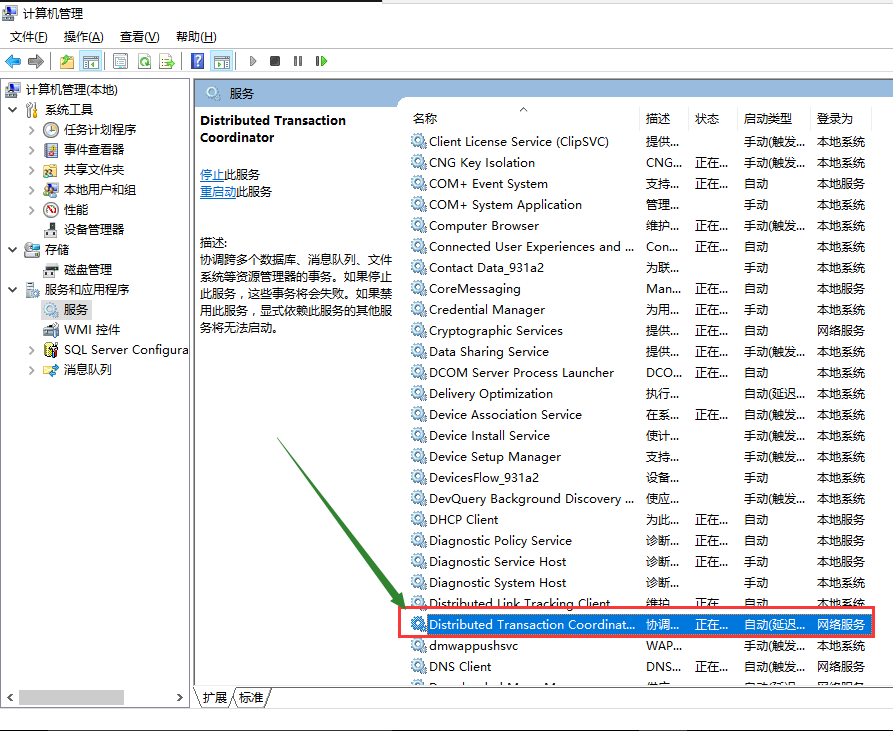 计算机管理
文件(F) 操作(A) 查看(V) 帮助(H)
计算机管理(本地)
系统工具
任务计划程序
事件查看器
共享文件夹
本地用户和组
性能
设备管理器
存储
磁盘管理
服务和应用程序
服务
WMI 控件
SQL Server Configura
消息队列
服务
Distributed Transaction
Coordinator
停止此服务
重启动此服务
描述:
协调跨多个数据库、消息队列、文件
系统等资源管理器的事务。如果停止
此服务，这些事务将会失败。如果禁
用此服务，显式依赖此服务的其他服
务将无法启动。
名称 描述 状态 启动类型 登录为
Client License Service (ClipSVC) 提供... 手动(触发... 本地系统
CNG Key Isolation CNG... 正在... 手动(触发... 本地系统
COM+ Event System 支持... 正在... 自动 本地服务
COM+ System Application 管理... 手动 本地系统
Computer Browser 维护... 正在... 手动(触发... 本地系统
Connected User Experiences and ... Con... 正在... 自动 本地系统
Contact Data_931a2 为联... 手动 本地系统
CoreMessaging Man... 正在... 自动 本地服务
Credential Manager 为用... 正在... 手动 本地系统
Cryptographic Services 提供... 正在... 自动 网络服务
Data Sharing Service 提供... 正在... 手动(触发... 本地系统
DCOM Server Process Launcher DCO... 正在... 自动 本地系统
Delivery Optimization 执行... 自动(延迟... 本地系统
Device Association Service 在系... 正在... 自动(触发... 本地系统
Device Install Service 使计... 手动(触发... 本地系统
Device Setup Manager 支持... 手动(触发... 本地系统
DevicesFlow_931a2 设备... 手动 本地系统
DevQuery Background Discovery ... 使应... 手动(触发... 本地系统
DHCP Client 为此... 正在... 自动 本地服务
Diagnostic Policy Service 诊断... 正在... 自动 本地服务
Diagnostic Service Host 诊断... 正在... 手动 本地服务
Diagnostic System Host 诊断... 手动 本地系统
Distributed Link Tracking Client 维护... 正在... 自动 本地系统
Distributed Transaction Coordinat... 协调... 正在... 自动(延迟... 网络服务
dmwappushsvc WAP... 手动(触发... 本地系统
DNS Client DNS... 正在... 自动(触发... 网络服务
扩展 标准